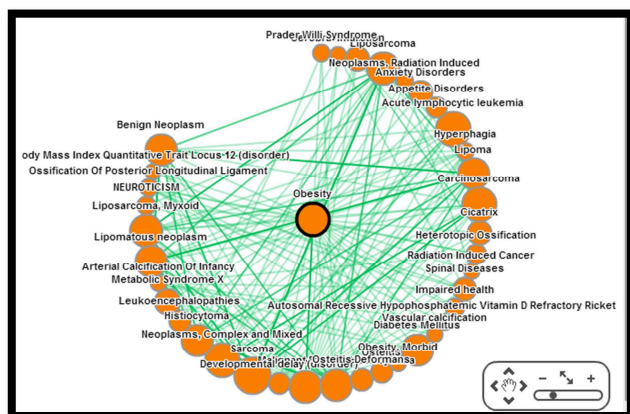 Prader Willi Syndrome
Liposarcoma
Neoplasms, Radiation Induced
Anxiety Disorders
Appetite Disorders
Acute lymphocytic leukemia
Benign Neoplasm
Hyperphagia
Lipoma
ody Mass Index Quantitative Trait Locus 12 (disorder)
Ossification Of Posterior Longitudinal Ligament
Carcinosarcoma
NEUROTICISM
Obesity
Liposarcoma, Myxoid
Cicatrix
Lipomatous neoplasm
Heterotopic Ossification
Radiation Induced Cancer
Arterial Calcification Of Infancy
Spinal Diseases
Metabolic Syndrome X
Impaired health
Leukoencephalopathies
Autosomal Recessive Hypophosphatemic Vitamin D Refractory Ricket
Histiocytoma
Vascular calcification
Diabetes Mellitus
Neoplasms, Complex and Mixed
Obesity, Morbid
Sarcoma
Osteitis Deformans
Developmental delay (disorder)